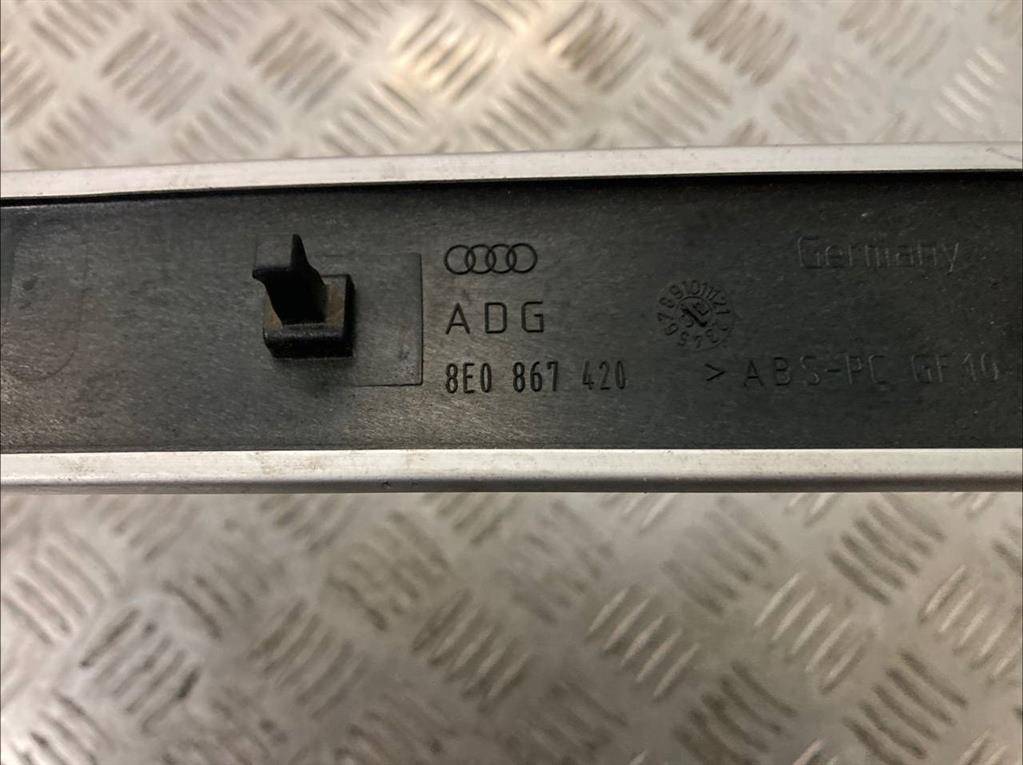 ADG
8E0 867 420
Germany
> ABS-PC GF10